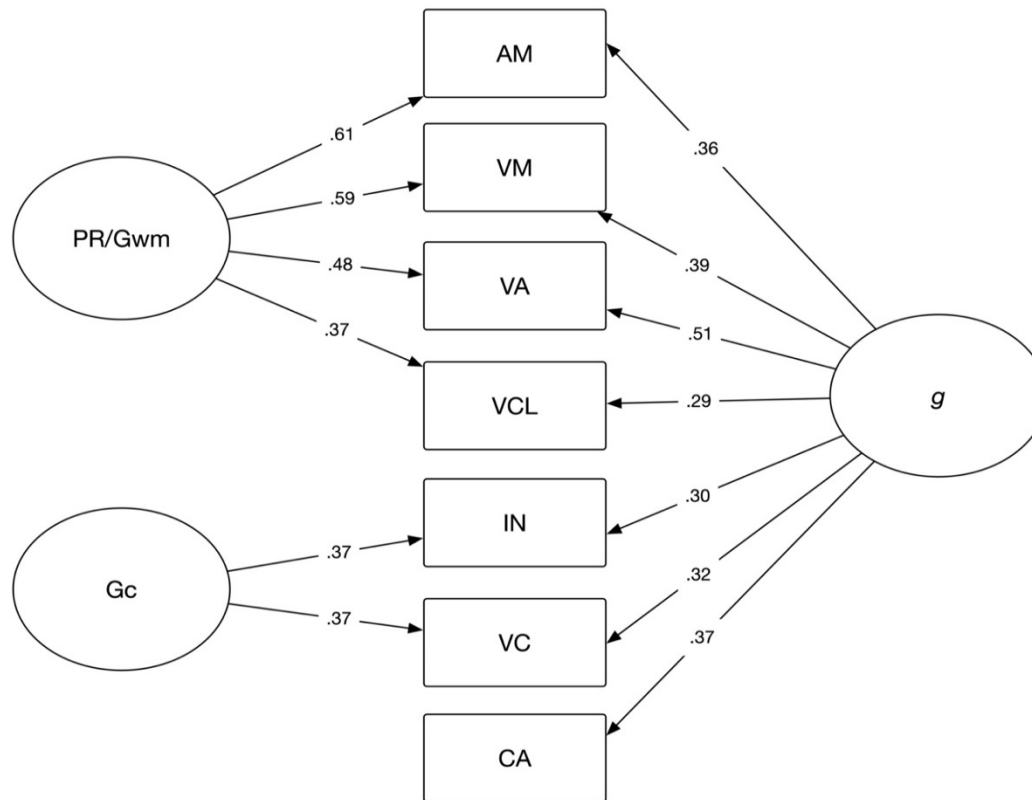 AM
.61
.36
VM
.59
PR/Gwm
.48
.39
VA
.51
.37
VCL
.29
g
IN
.30
.37
Gc
.37
.32
VC
.37
CA